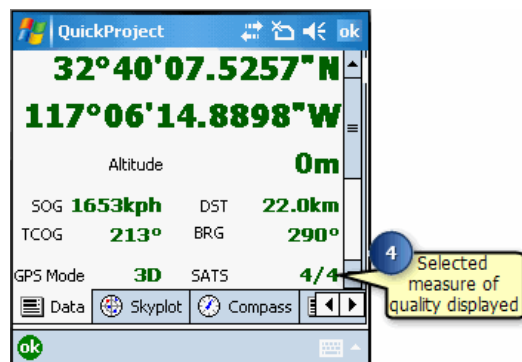 QuickProject ok
32°40'07.5257"N
117°06'14.8898"W
Altitude 0m
SOG 1653kph DST 22.0km
TCOG 213° BRG 290°
GPS Mode 3D SATS 4/4
4
Selected
measure of
quality displayed
Data Skyplot Compass
ok